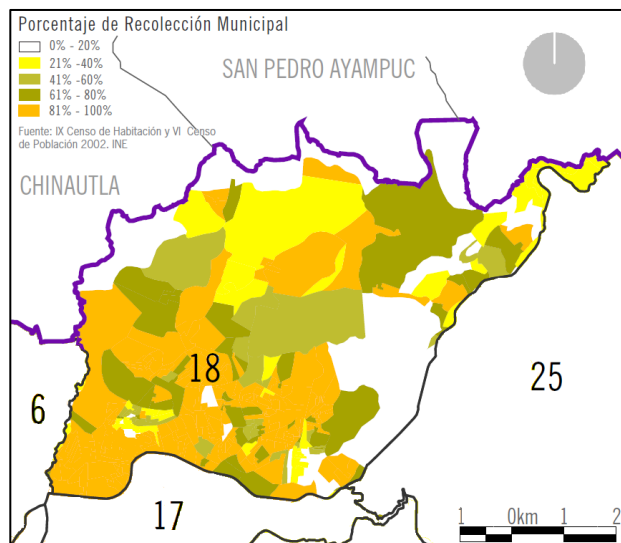 Porcentaje de Recolección Municipal
0% - 20%
21% -40%
41% -60%
61% - 80%
81% - 100%
Fuente: IX Censo de Habitación y VI Censo
de Población 2002. INE
SAN PEDRO AYAMPUC
CHINAUTLA
18
25
6
17
1 0km 1 2